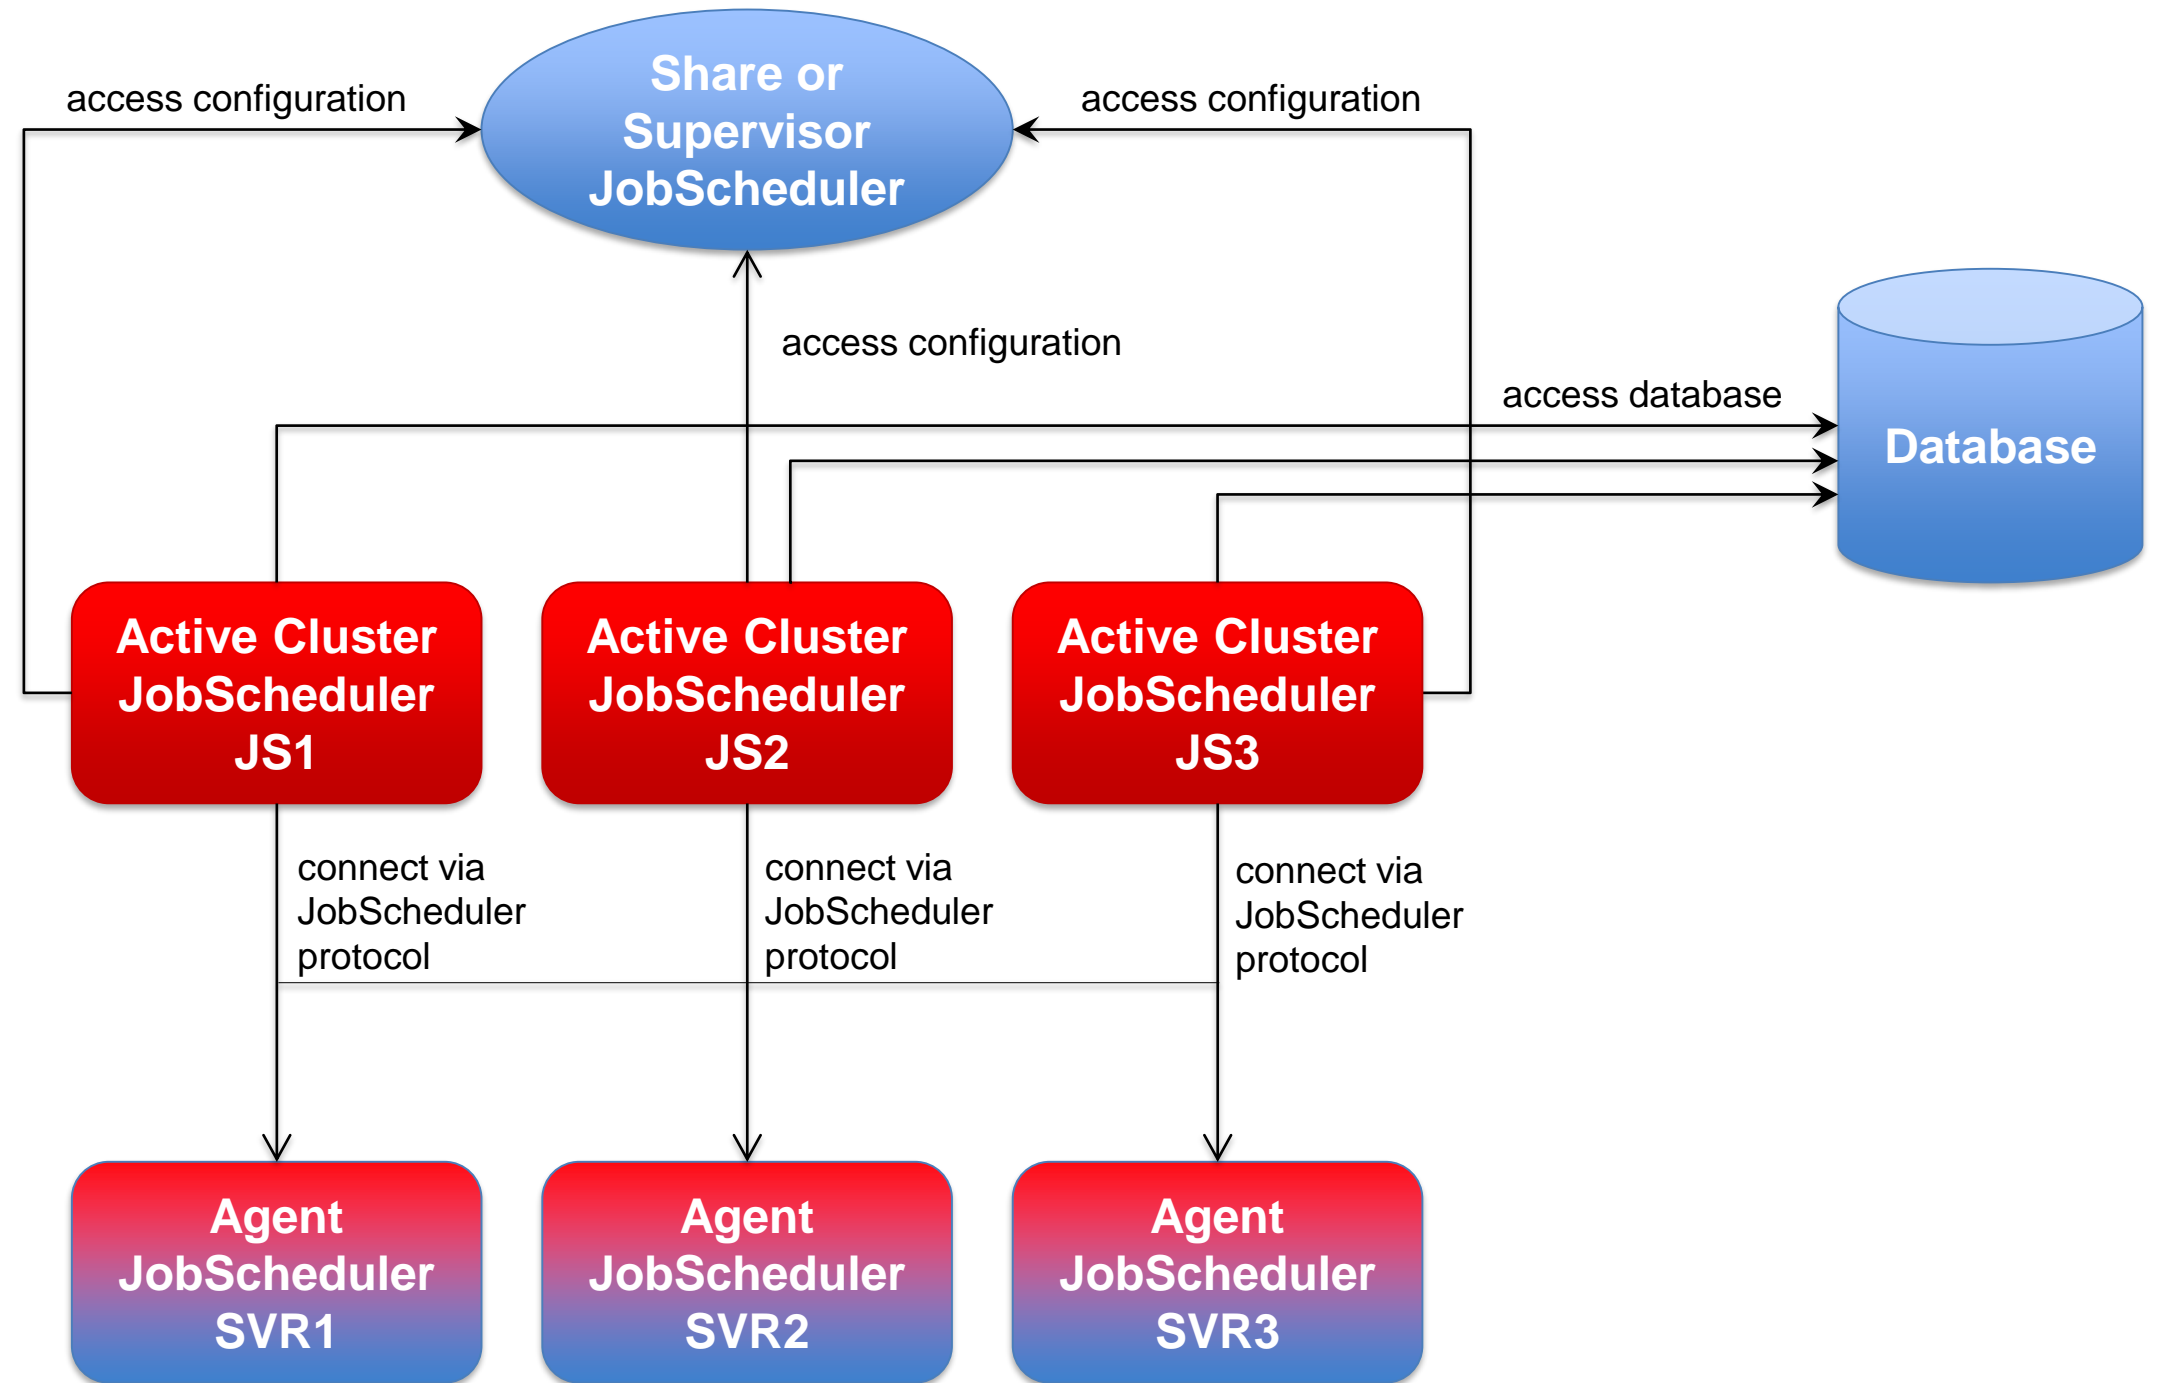 Share or
Supervisor
JobScheduler
access configuration
access configuration
access configuration
access database
Database
Active Cluster
JobScheduler
JS1
Active Cluster
JobScheduler
JS2
Active Cluster
JobScheduler
JS3
connect via
JobScheduler
protocol
connect via
JobScheduler
protocol
connect via
JobScheduler
protocol
Agent
JobScheduler
SVR1
Agent
JobScheduler
SVR2
Agent
JobScheduler
SVR3